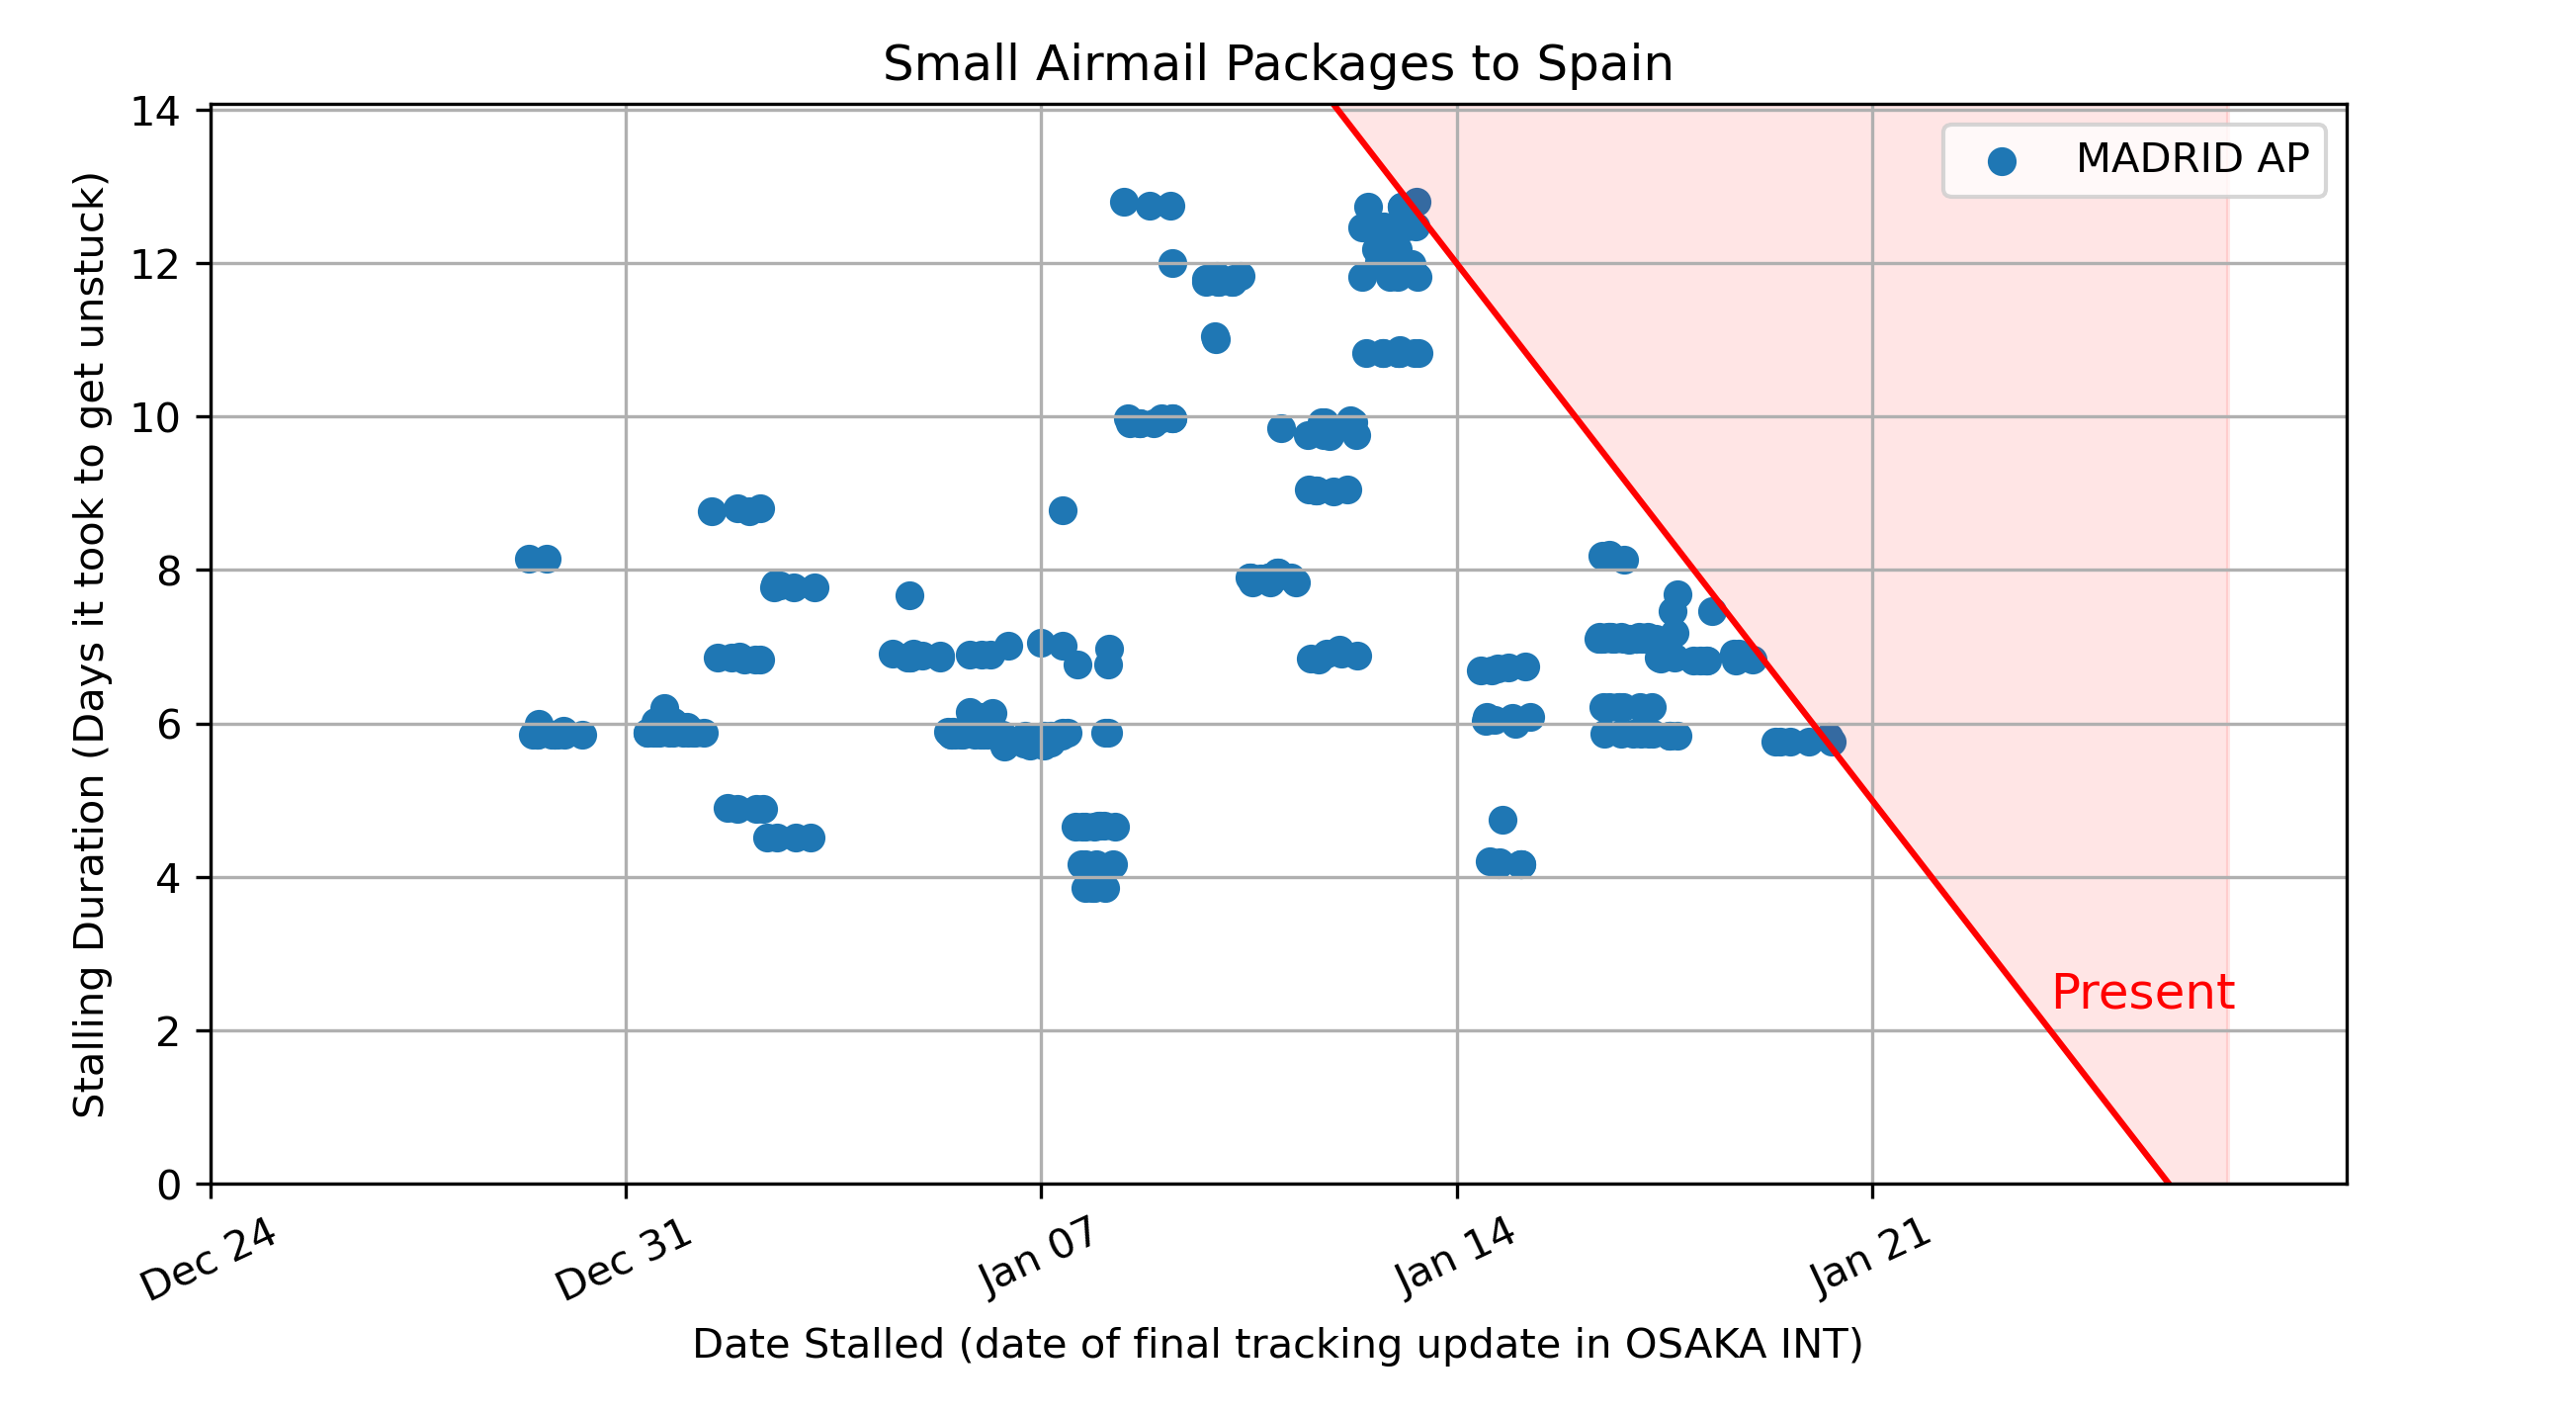 Small Airmail Packages to Spain
Stalling Duration (Days it took to get unstuck)
14
12
10
8
6
4
2
0
MADRID AP
Present
Dec 24
Dec 31
Jan 07
Jan 14
Jan 21
Date Stalled (date of final tracking update in OSAKA INT)